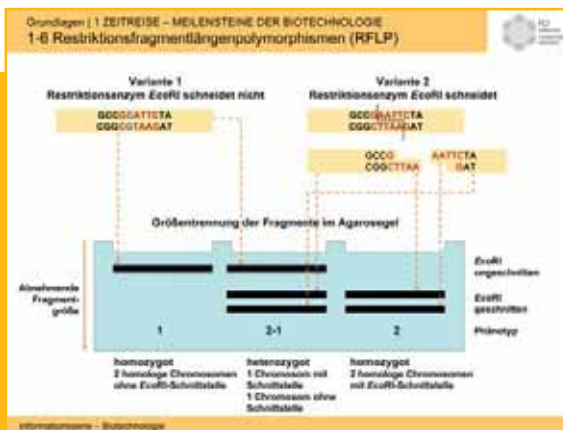 Grundlagen | 1 ZEITREISE – MEILENSTEINE DER BIOTECHNOLOGIE
1-6 Restriktionsfragmentlängenpolymorphismen (RFLP)
Variante 1
Restriktionsenzym EcoRI schneidet nicht
GCCGGATTCTA
CGGCGTAAGAT
Variante 2
Restriktionsenzym EcoRI schneidet
GCCGAATTCTA
CGGCTTAAGAT
GCCG AATTCTA
CGGCTTAA GAT
Größentrennung der Fragmente im Agarosegel
Abnehmende
Fragment-
größe
EcoRI
ungeschnitten
EcoRI
geschnitten
1 2-1 2 Phänotyp
homozygot
2 homologe Chromosomen
ohne EcoRI-Schnittstelle
heterozygot
1 Chromosom mit
Schnittstelle
1 Chromosom ohne
Schnittstelle
homozygot
2 homologe Chromosomen
mit EcoRI-Schnittstelle
Informationsserie – Biotechnologie